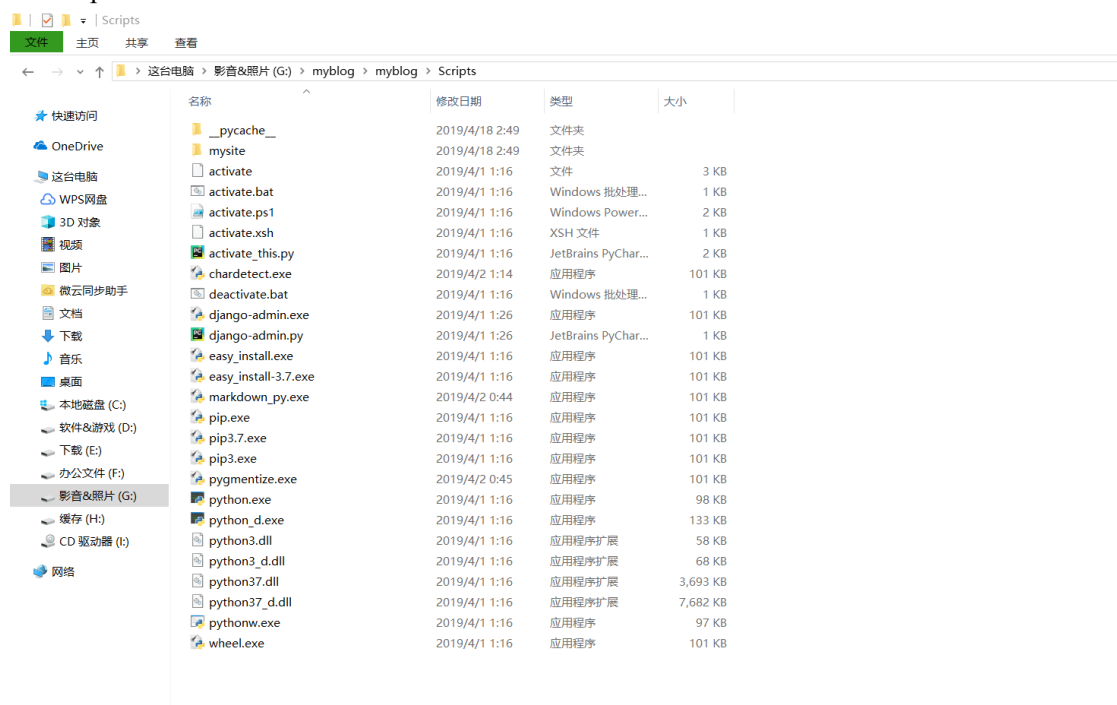 Scripts
文件 主页 共享 查看
这台电脑 › 影音&照片 (G:) › myblog › myblog › Scripts
名称 修改日期 类型 大小
快速访问
OneDrive
这台电脑
WPS网盘
3D 对象
视频
图片
微云同步助手
文档
下载
音乐
桌面
本地磁盘 (C:)
软件&游戏 (D:)
下载 (E:)
办公文件 (F:)
影音&照片 (G:)
缓存 (H:)
CD 驱动器 (I:)
网络
__pycache__ 2019/4/18 2:49 文件夹
mysite 2019/4/18 2:49 文件夹
activate 2019/4/1 1:16 文件 3 KB
activate.bat 2019/4/1 1:16 Windows 批处理... 1 KB
activate.ps1 2019/4/1 1:16 Windows Power... 2 KB
activate.xsh 2019/4/1 1:16 XSH 文件 1 KB
activate_this.py 2019/4/1 1:16 JetBrains PyChar... 2 KB
chardetect.exe 2019/4/2 1:14 应用程序 101 KB
deactivate.bat 2019/4/1 1:16 Windows 批处理... 1 KB
django-admin.exe 2019/4/1 1:26 应用程序 101 KB
django-admin.py 2019/4/1 1:26 JetBrains PyChar... 1 KB
easy_install.exe 2019/4/1 1:16 应用程序 101 KB
easy_install-3.7.exe 2019/4/1 1:16 应用程序 101 KB
markdown_py.exe 2019/4/2 0:44 应用程序 101 KB
pip.exe 2019/4/1 1:16 应用程序 101 KB
pip3.7.exe 2019/4/1 1:16 应用程序 101 KB
pip3.exe 2019/4/1 1:16 应用程序 101 KB
pygmentize.exe 2019/4/2 0:45 应用程序 101 KB
python.exe 2019/4/1 1:16 应用程序 98 KB
python_d.exe 2019/4/1 1:16 应用程序 133 KB
python3.dll 2019/4/1 1:16 应用程序扩展 58 KB
python3_d.dll 2019/4/1 1:16 应用程序扩展 68 KB
python37.dll 2019/4/1 1:16 应用程序扩展 3,693 KB
python37_d.dll 2019/4/1 1:16 应用程序扩展 7,682 KB
pythonw.exe 2019/4/1 1:16 应用程序 97 KB
wheel.exe 2019/4/1 1:16 应用程序 101 KB